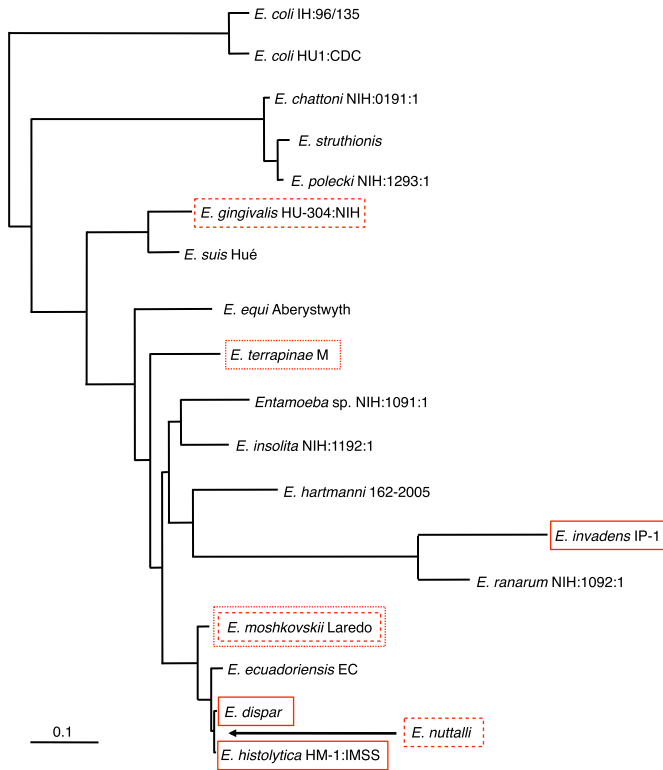 E. coli IH:96/135
E. coli HU1:CDC
E. chattoni NIH:0191:1
E. struthionis
E. polecki NIH:1293:1
E. gingivalis HU-304:NIH
E. suis Hué
E. equi Aberystwyth
E. terrapinae M
Entamoeba sp. NIH:1091:1
E. insolita NIH:1192:1
E. hartmanni 162-2005
E. invadens IP-1
E. ranarum NIH:1092:1
E. moshkovskii Laredo
E. ecuadoriensis EC
E. dispar
E. nuttalli
E. histolytica HM-1:IMSS
0.1